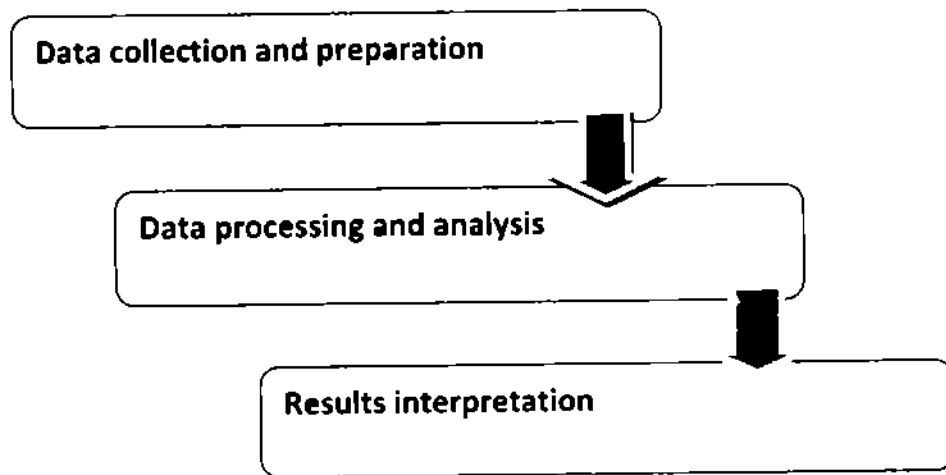 Data collection and preparation
Data processing and analysis
Results interpretation